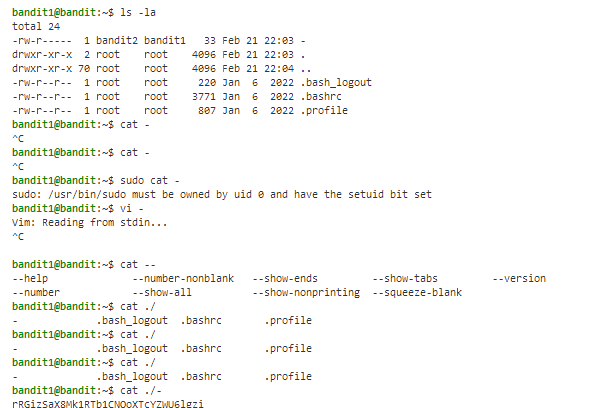 bandit1@bandit:~$ ls -la
total 24
-rw-r-----  1 bandit2 bandit1   33 Feb 21 22:03 -
drwxr-xr-x  2 root    root    4096 Feb 21 22:03 .
drwxr-xr-x 70 root    root    4096 Feb 21 22:04 ..
-rw-r--r--  1 root    root     220 Jan  6  2022 .bash_logout
-rw-r--r--  1 root    root    3771 Jan  6  2022 .bashrc
-rw-r--r--  1 root    root     807 Jan  6  2022 .profile
bandit1@bandit:~$ cat -
^C
bandit1@bandit:~$ cat -
^C
bandit1@bandit:~$ sudo cat -
sudo: /usr/bin/sudo must be owned by uid 0 and have the setuid bit set
bandit1@bandit:~$ vi -
Vim: Reading from stdin...
^C
bandit1@bandit:~$ cat --
--help             --number-nonblank   --show-ends        --show-tabs        --version
--number           --show-all          --show-nonprinting  --squeeze-blank
bandit1@bandit:~$ cat ./
-             .bash_logout  .bashrc       .profile
bandit1@bandit:~$ cat ./
-             .bash_logout  .bashrc       .profile
bandit1@bandit:~$ cat ./
-             .bash_logout  .bashrc       .profile
bandit1@bandit:~$ cat ./-
rRGizSaX8Mk1RTb1CNQoXTcYZWU6lgzi